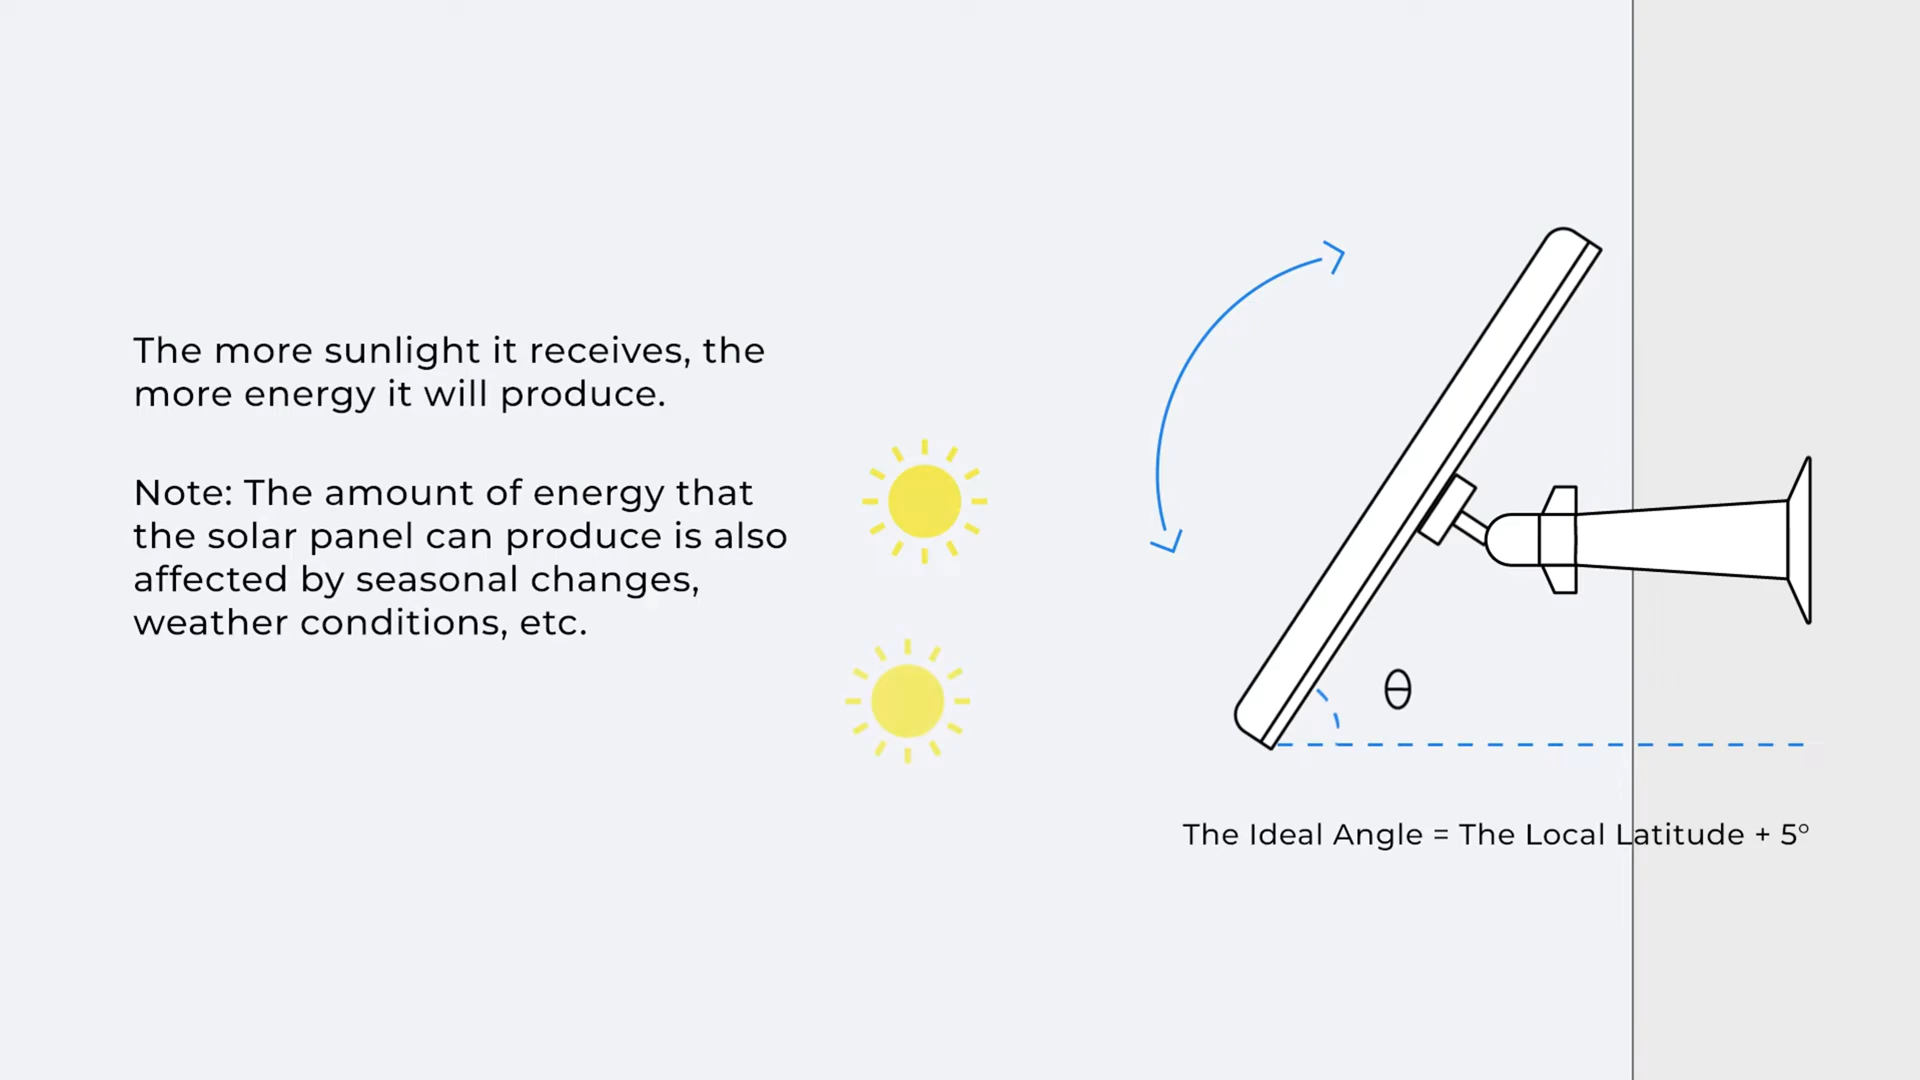 The more sunlight it receives, the
more energy it will produce.
Note: The amount of energy that
the solar panel can produce is also
affected by seasonal changes,
weather conditions, etc.
θ
The Ideal Angle = The Local Latitude + 5°